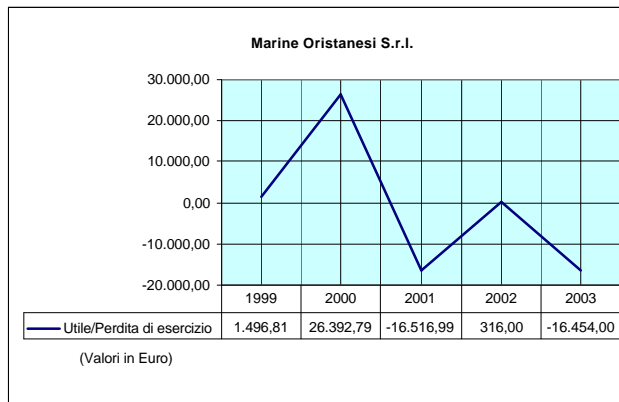 Marine Oristanesi S.r.l.
30.000,00
20.000,00
10.000,00
0,00
-10.000,00
-20.000,00
1999 2000 2001 2002 2003
Utile/Perdita di esercizio 1.496,81 26.392,79 -16.516,99 316,00 -16.454,00
(Valori in Euro)